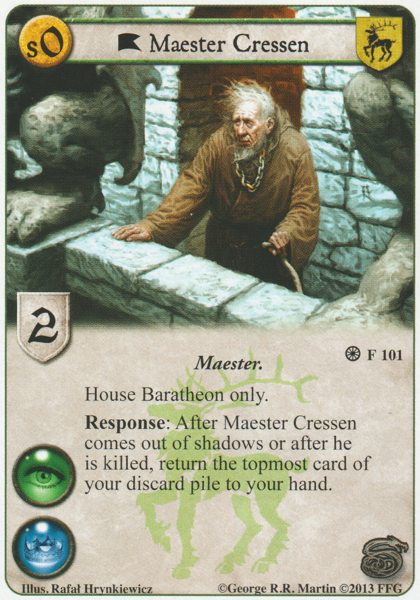 s0
Maester Cressen
2
Maester.
F 101
House Baratheon only.
Response: After Maester Cressen
comes out of shadows or after he
is killed, return the topmost card of
your discard pile to your hand.
Illus. Rafał Hrynkiewicz ©George R.R. Martin ©2013 FFG